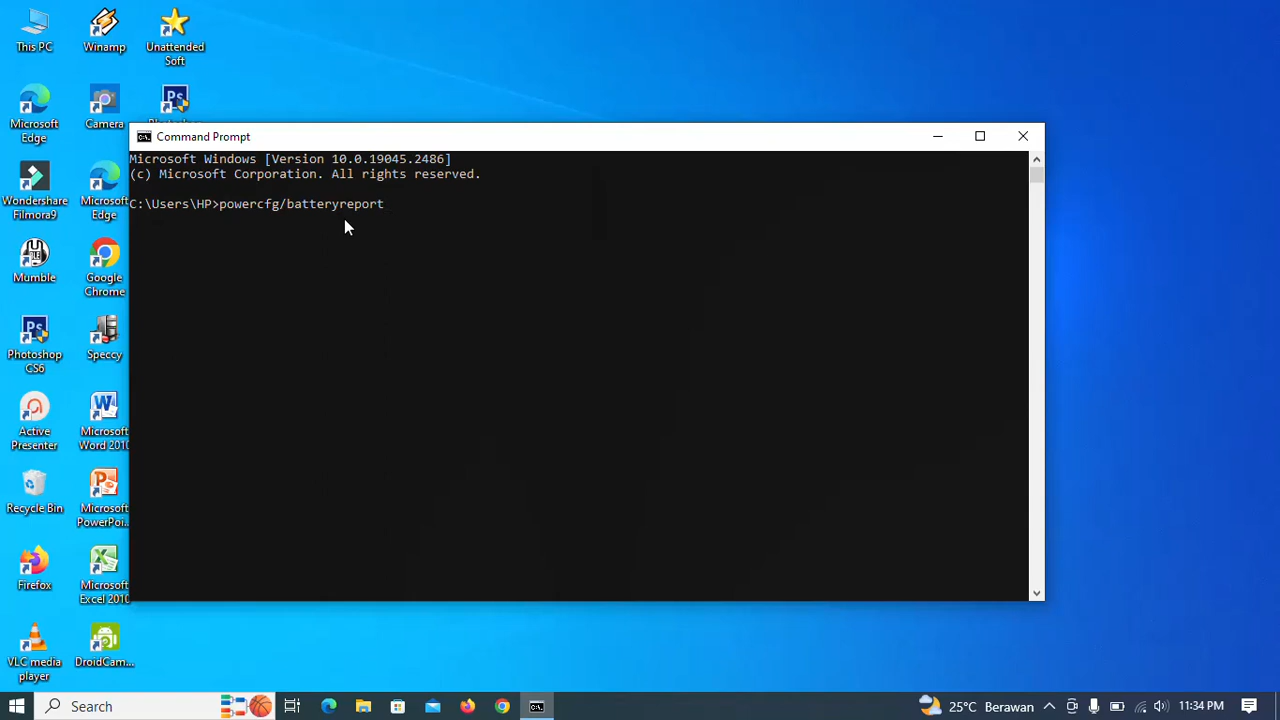 This PC
Winamp
Unattended
Soft
Microsoft
Edge
Camera
Command Prompt
Microsoft Windows [Version 10.0.19045.2486]
(c) Microsoft Corporation. All rights reserved.
C:\Users\HP>powercfg/batteryreport
Wondershare
Filmora9
Microsoft
Edge
Mumble
Google
Chrome
Photoshop
CS6
Speccy
Active
Presenter
Microsoft
Word 2010
Recycle Bin
Microsoft
PowerPoi...
Firefox
Microsoft
Excel 2010
VLC media
player
DroidCam...
Search
25°C Berawan
11:34 PM